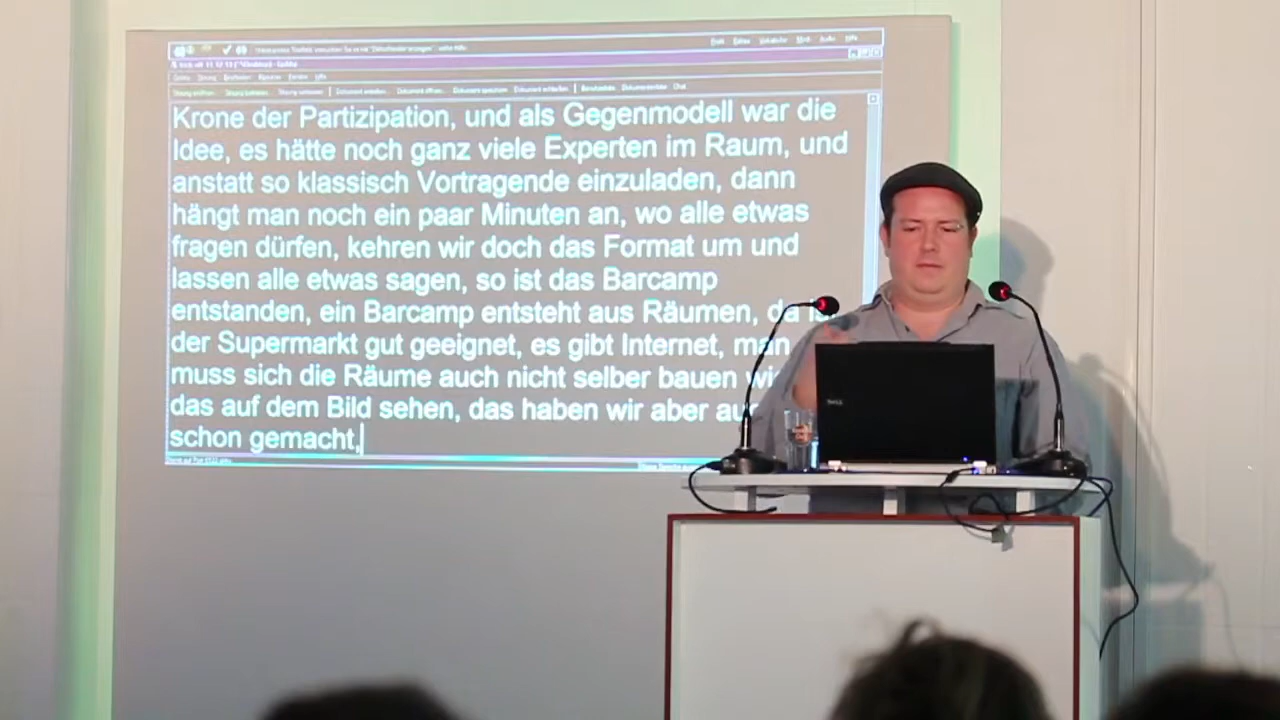 Krone der Partizipation, und als Gegenmodell war die
Idee, es hätte noch ganz viele Experten im Raum, und
anstatt so klassisch Vortragende einzuladen, dann
hängt man noch ein paar Minuten an, wo alle etwas
fragen dürfen, kehren wir doch das Format um und
lassen alle etwas sagen, so ist das Barcamp
entstanden, ein Barcamp entsteht aus Räumen,
der Supermarkt gut geeignet, es gibt Internet, man
muss sich die Räume auch nicht selber bauen
das auf dem Bild sehen, das haben wir aber
schon gemacht,
DELL